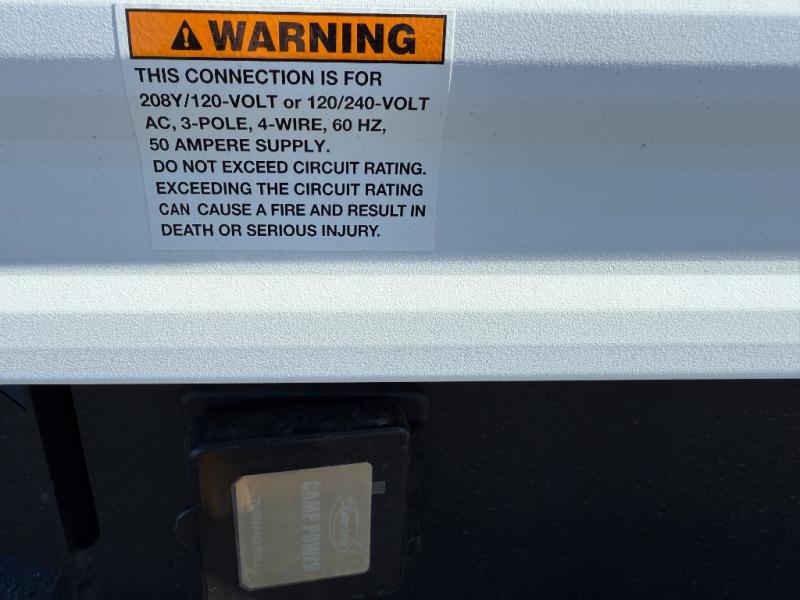 WARNING
THIS CONNECTION IS FOR
208Y/120-VOLT or 120/240-VOLT
AC, 3-POLE, 4-WIRE, 60 HZ,
50 AMPERE SUPPLY.
DO NOT EXCEED CIRCUIT RATING.
EXCEEDING THE CIRCUIT RATING
CAN CAUSE A FIRE AND RESULT IN
DEATH OR SERIOUS INJURY.
CAMP POWER